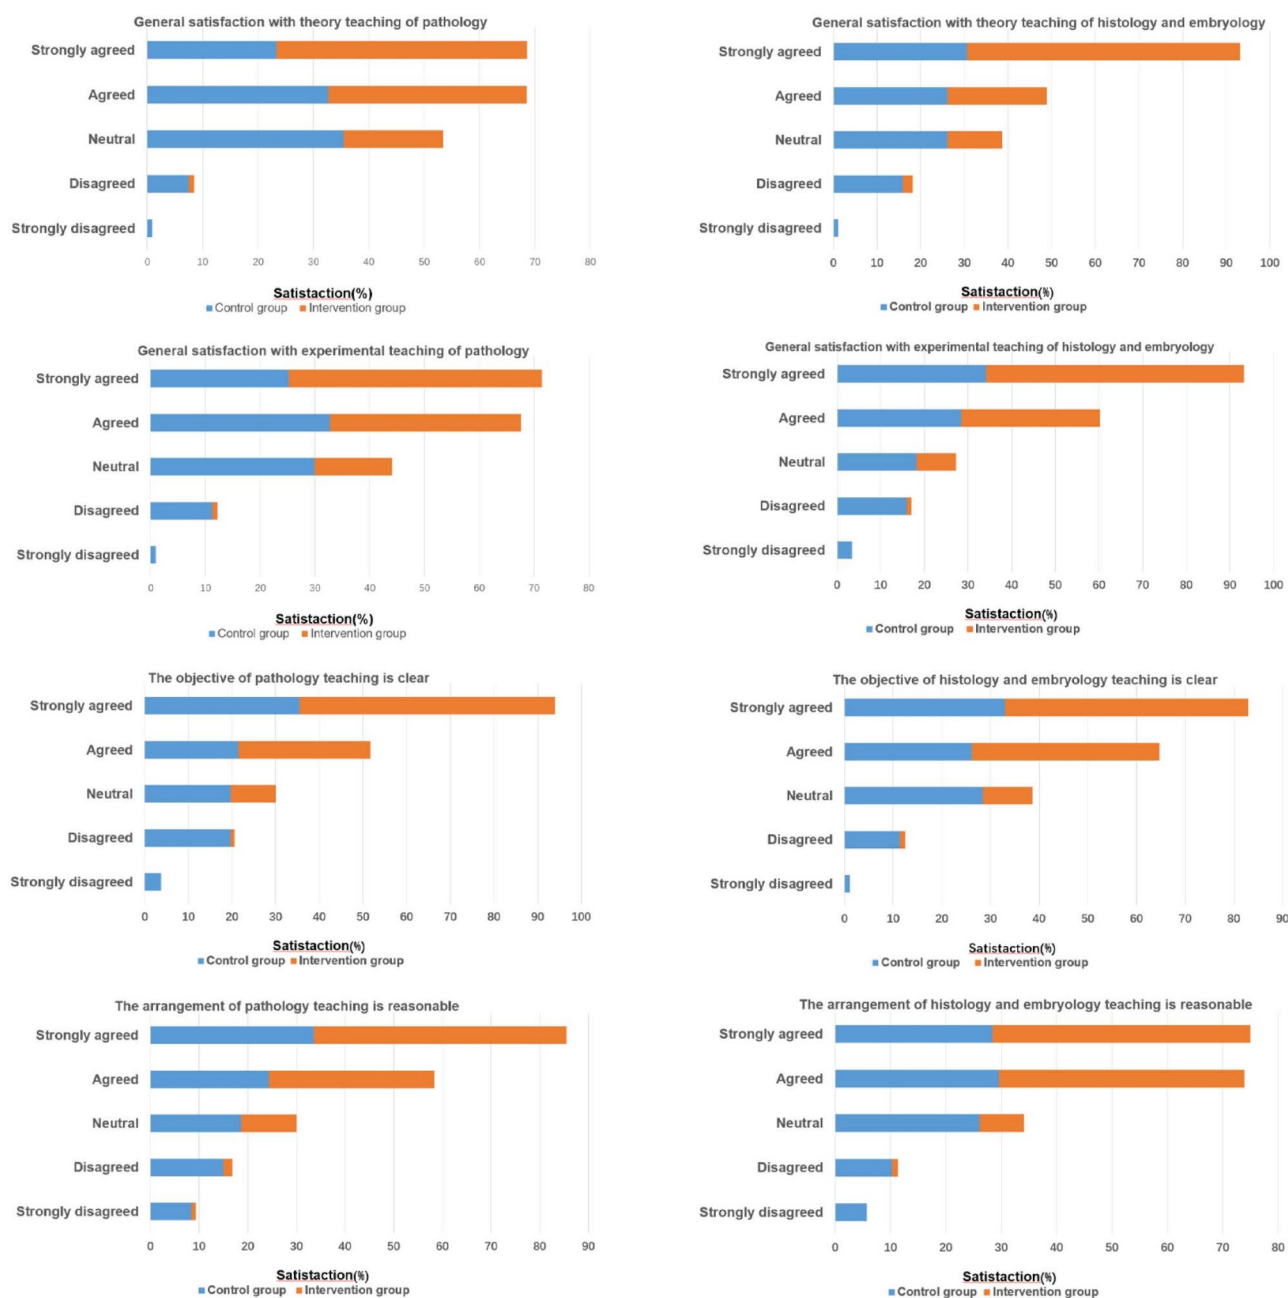 General satisfaction with theory teaching of pathology
Strongly agreed
Agreed
Neutral
Disagreed
Strongly disagreed
0 10 20 30 40 50 60 70 80
Satistaction(%)
Control group Intervention group
General satisfaction with theory teaching of histology and embryology
Strongly agreed
Agreed
Neutral
Disagreed
Strongly disagreed
0 10 20 30 40 50 60 70 80 90 100
Satistaction(%)
Control group Intervention group
General satisfaction with experimental teaching of pathology
Strongly agreed
Agreed
Neutral
Disagreed
Strongly disagreed
0 10 20 30 40 50 60 70 80
Satistaction(%)
Control group Intervention group
General satisfaction with experimental teaching of histology and embryology
Strongly agreed
Agreed
Neutral
Disagreed
Strongly disagreed
0 10 20 30 40 50 60 70 80 90 100
Satistaction(%)
Control group Intervention group
The objective of pathology teaching is clear
Strongly agreed
Agreed
Neutral
Disagreed
Strongly disagreed
0 10 20 30 40 50 60 70 80 90 100
Satistaction(%)
Control group Intervention group
The objective of histology and embryology teaching is clear
Strongly agreed
Agreed
Neutral
Disagreed
Strongly disagreed
0 10 20 30 40 50 60 70 80 90
Satistaction(%)
Control group Intervention group
The arrangement of pathology teaching is reasonable
Strongly agreed
Agreed
Neutral
Disagreed
Strongly disagreed
0 10 20 30 40 50 60 70 80 90
Satistaction(%)
Control group Intervention group
The arrangement of histology and embryology teaching is reasonable
Strongly agreed
Agreed
Neutral
Disagreed
Strongly disagreed
0 10 20 30 40 50 60 70 80
Satistaction(%)
Control group Intervention group